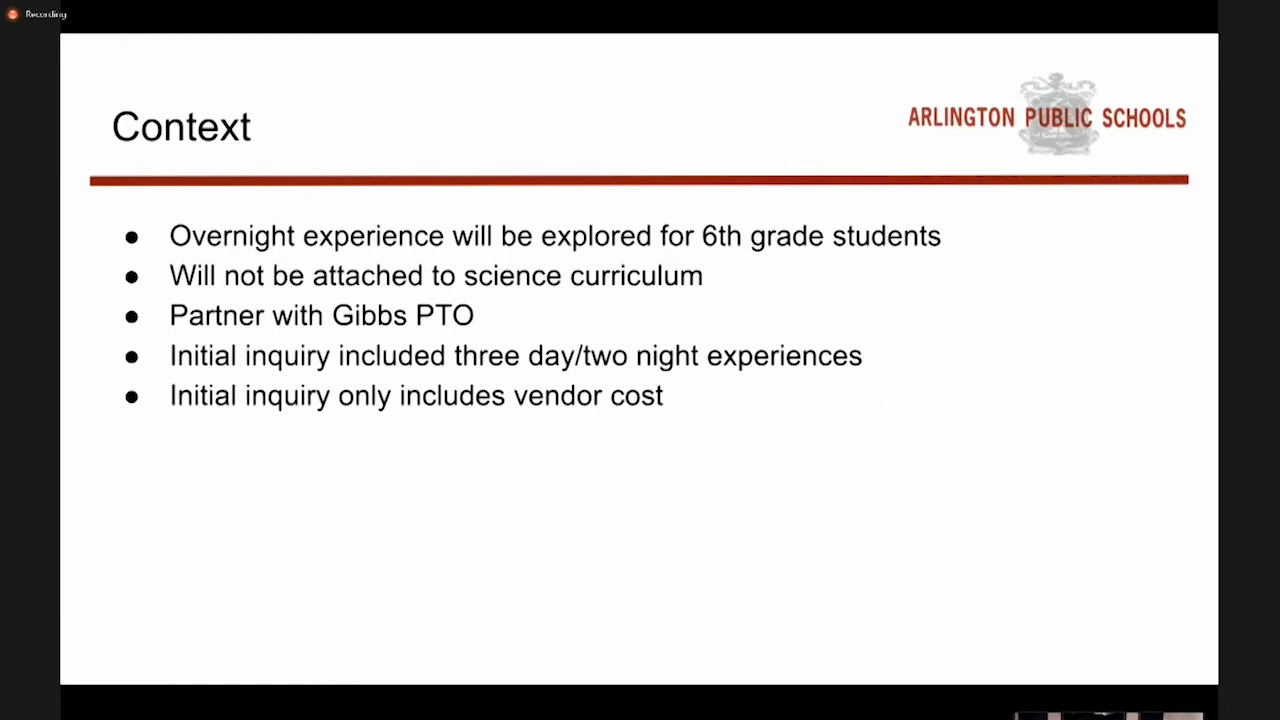 Recording
Context
ARLINGTON PUBLIC SCHOOLS
● Overnight experience will be explored for 6th grade students
● Will not be attached to science curriculum
● Partner with Gibbs PTO
● Initial inquiry included three day/two night experiences
● Initial inquiry only includes vendor cost